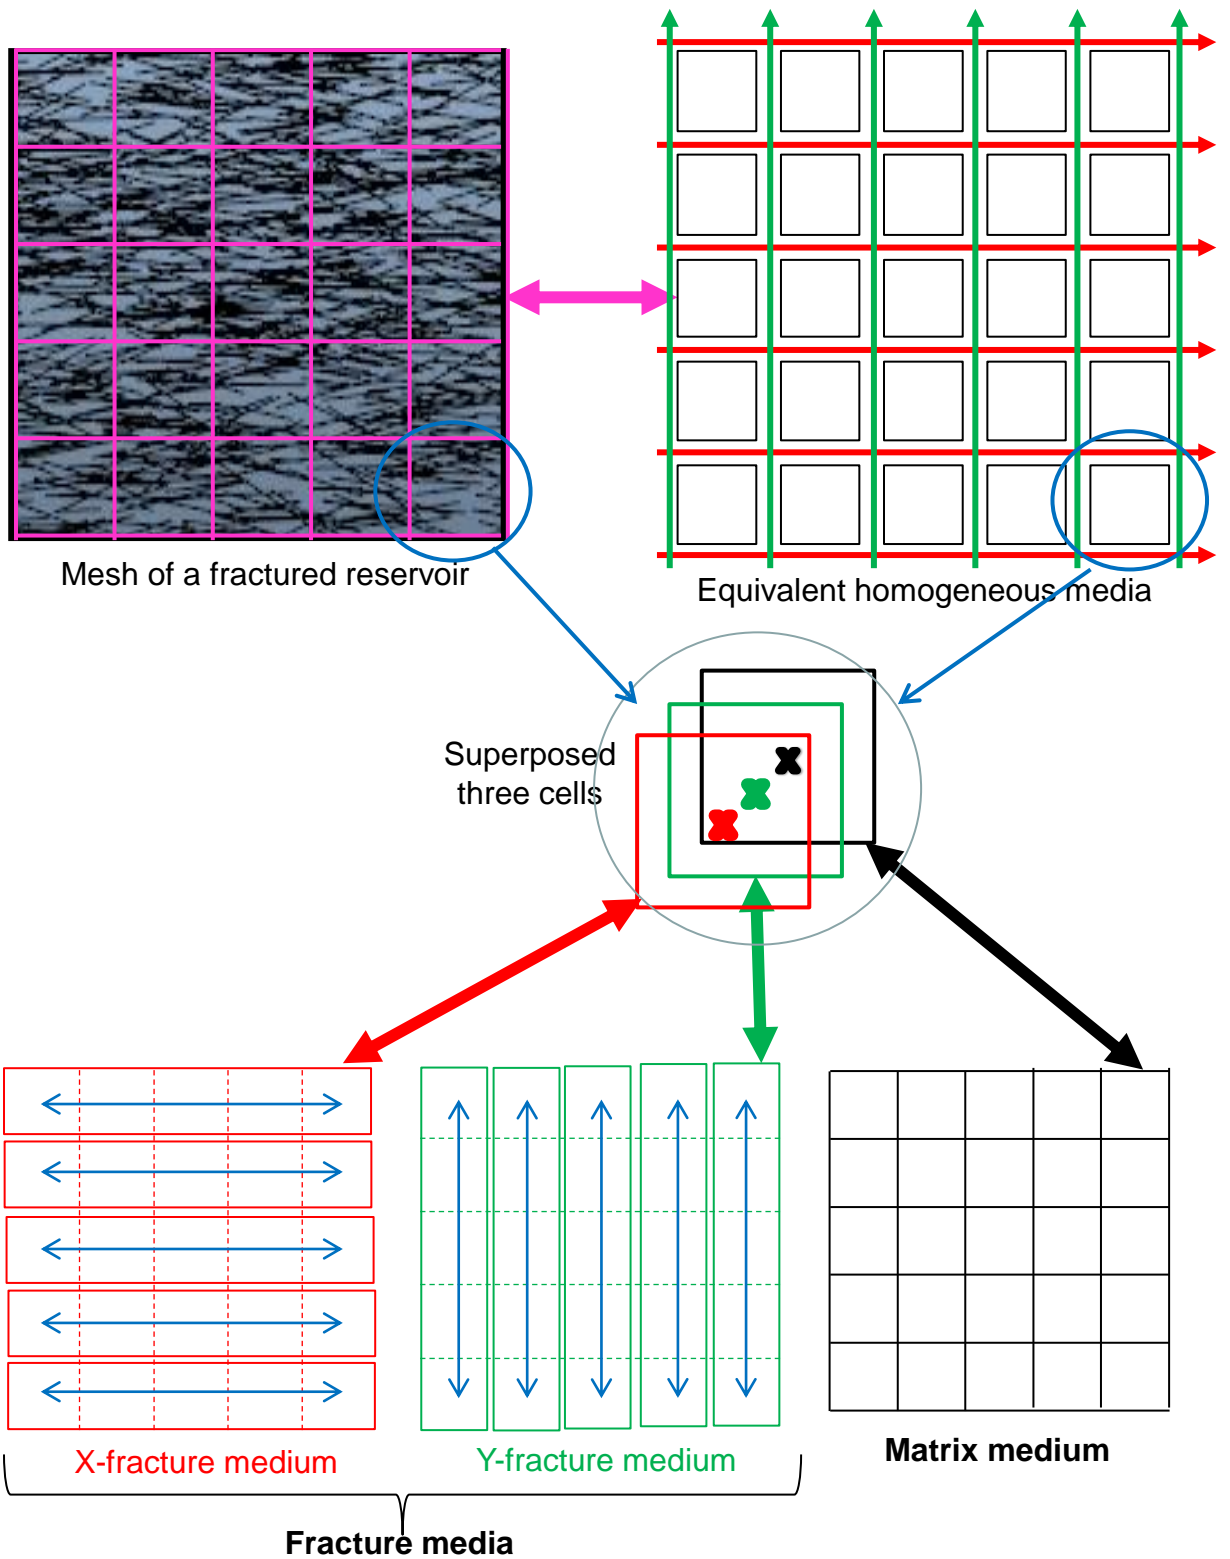 Mesh of a fractured reservoir
Equivalent homogeneous media
Superposed
three cells
X-fracture medium
Y-fracture medium
Matrix medium
Fracture media